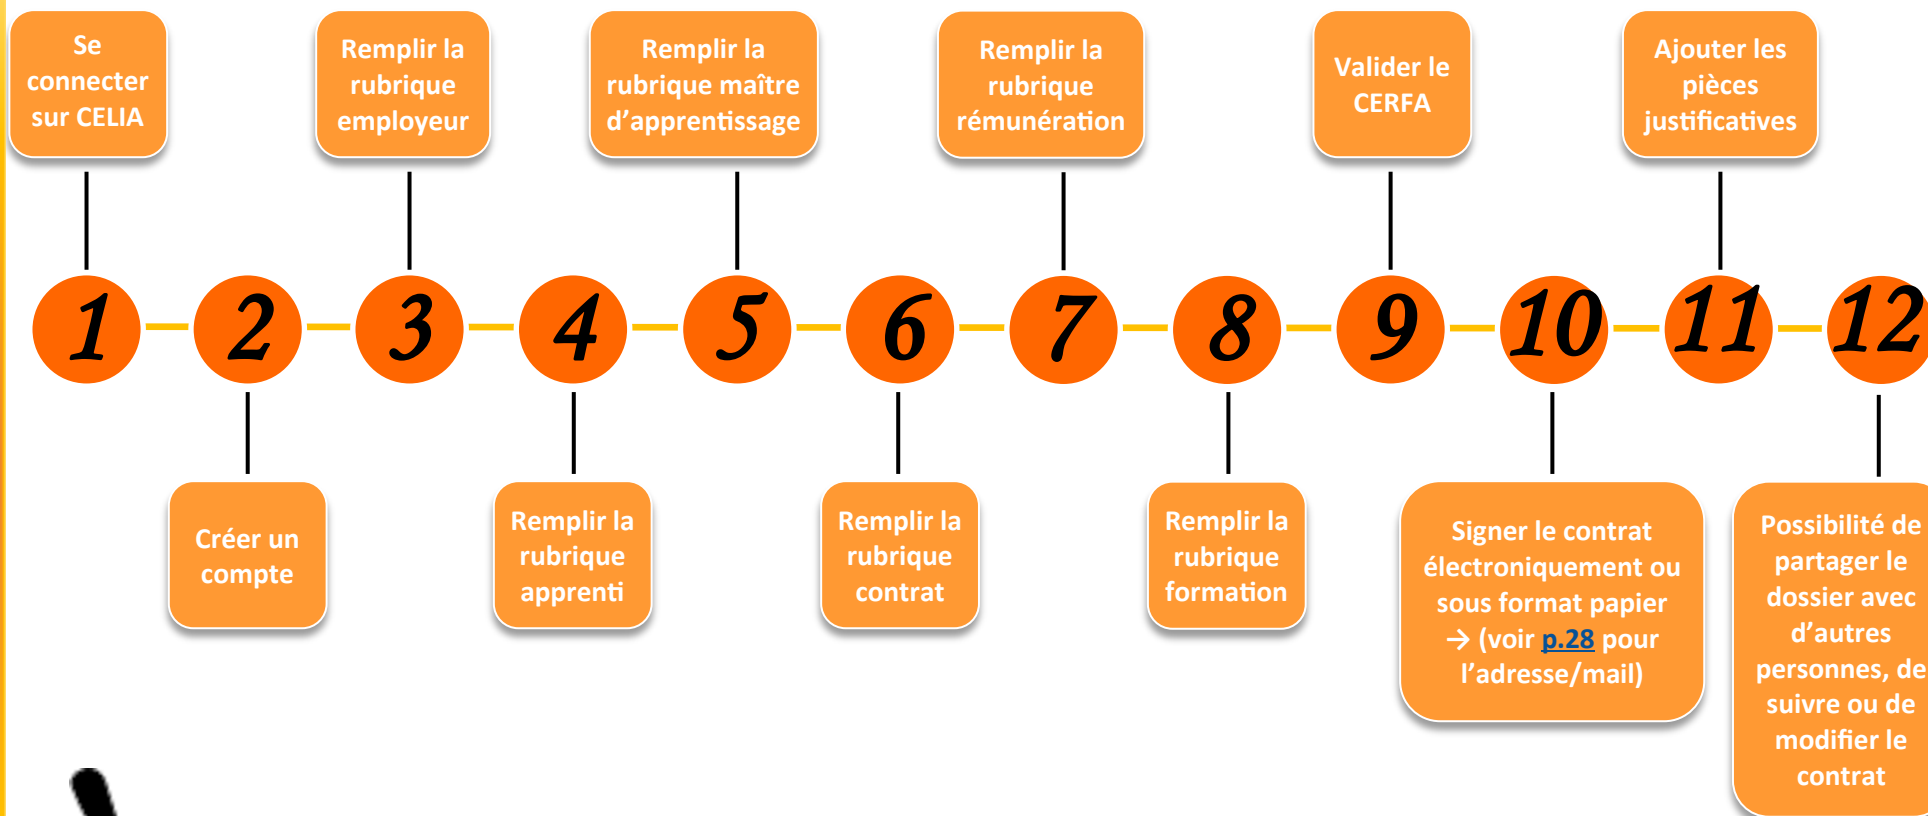 Se
connecter
sur CELIA
Remplir la
rubrique
employeur
Remplir la
rubrique maître
d’apprentissage
Remplir la
rubrique
rémunération
Valider le
CERFA
Ajouter les
pièces
justificatives
1
2
3
4
5
6
7
8
9
10
11
12
Créer un
compte
Remplir la
rubrique
apprenti
Remplir la
rubrique
contrat
Remplir la
rubrique
formation
Signer le contrat
électroniquement ou
sous format papier
→ (voir p.28 pour
l’adresse/mail)
Possibilité de
partager le
dossier avec
d’autres
personnes, de
suivre ou de
modifier le
contrat